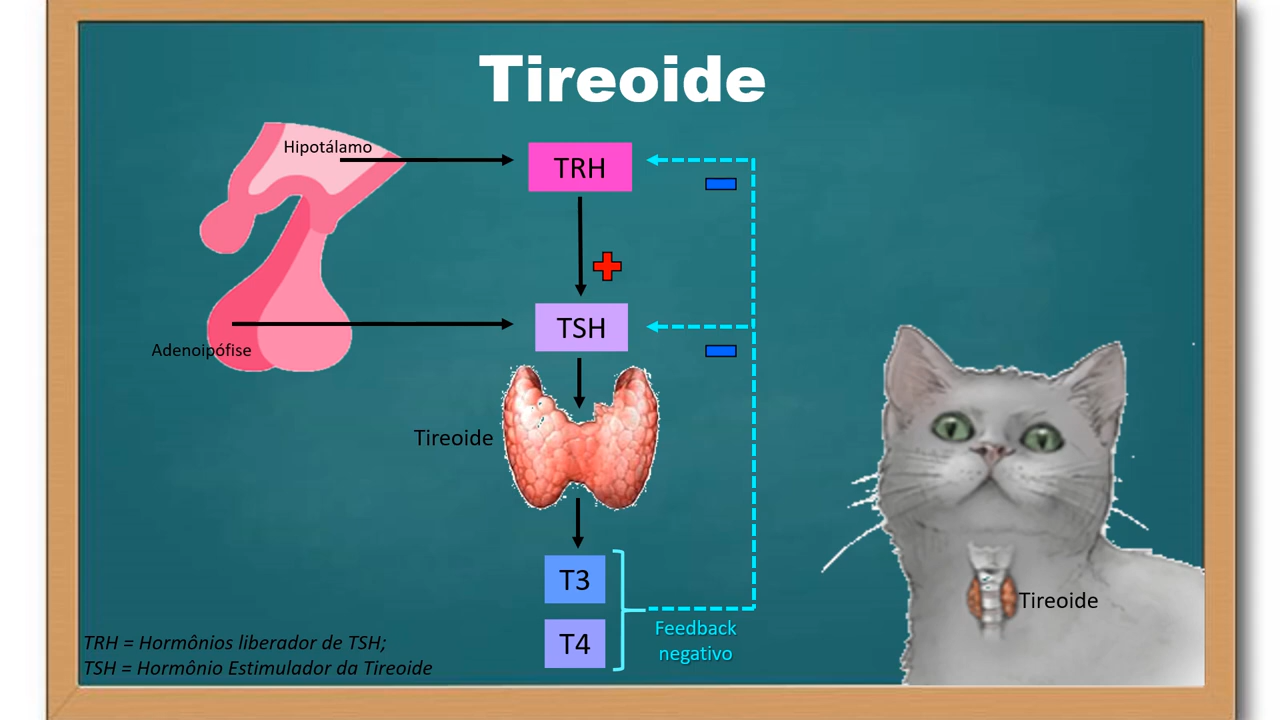 Tireoide
Hipotálamo
TRH
TSH
Adenoipófise
Tireoide
T3
T4
Feedback
negativo
Tireoide
TRH = Hormônios liberador de TSH;
TSH = Hormônio Estimulador da Tireoide